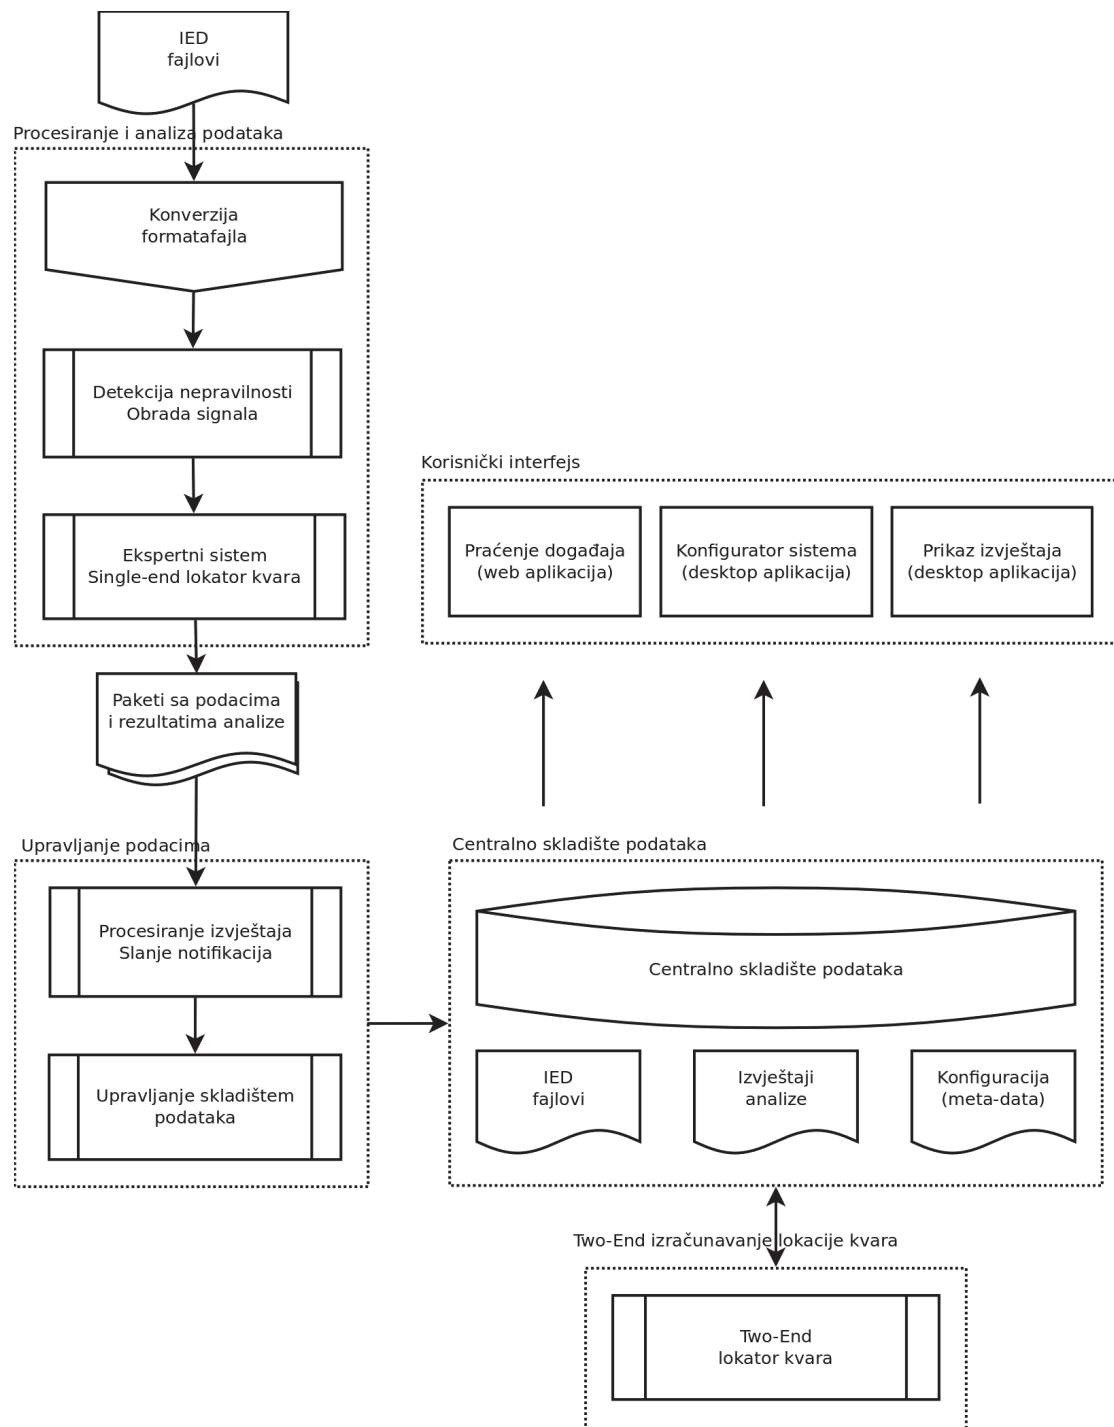 IED
fajlovi
Procesiranje i analiza podataka
Konverzija
formatafajla
Detekcija nepravilnosti
Obrada signala
Ekspertni sistem
Single-end lokator kvara
Paketi sa podacima
i rezultatima analize
Upravljanje podacima
Procesiranje izvještaja
Slanje notifikacija
Upravljanje skladištem
podataka
Korisnički interfejs
Praćenje događaja
(web aplikacija)
Konfigurator sistema
(desktop aplikacija)
Prikaz izvještaja
(desktop aplikacija)
Centralno skladište podataka
Centralno skladište podataka
IED
fajlovi
Izvještaji
analize
Konfiguracija
(meta-data)
Two-End izračunavanje lokacije kvara
Two-End
lokator kvara